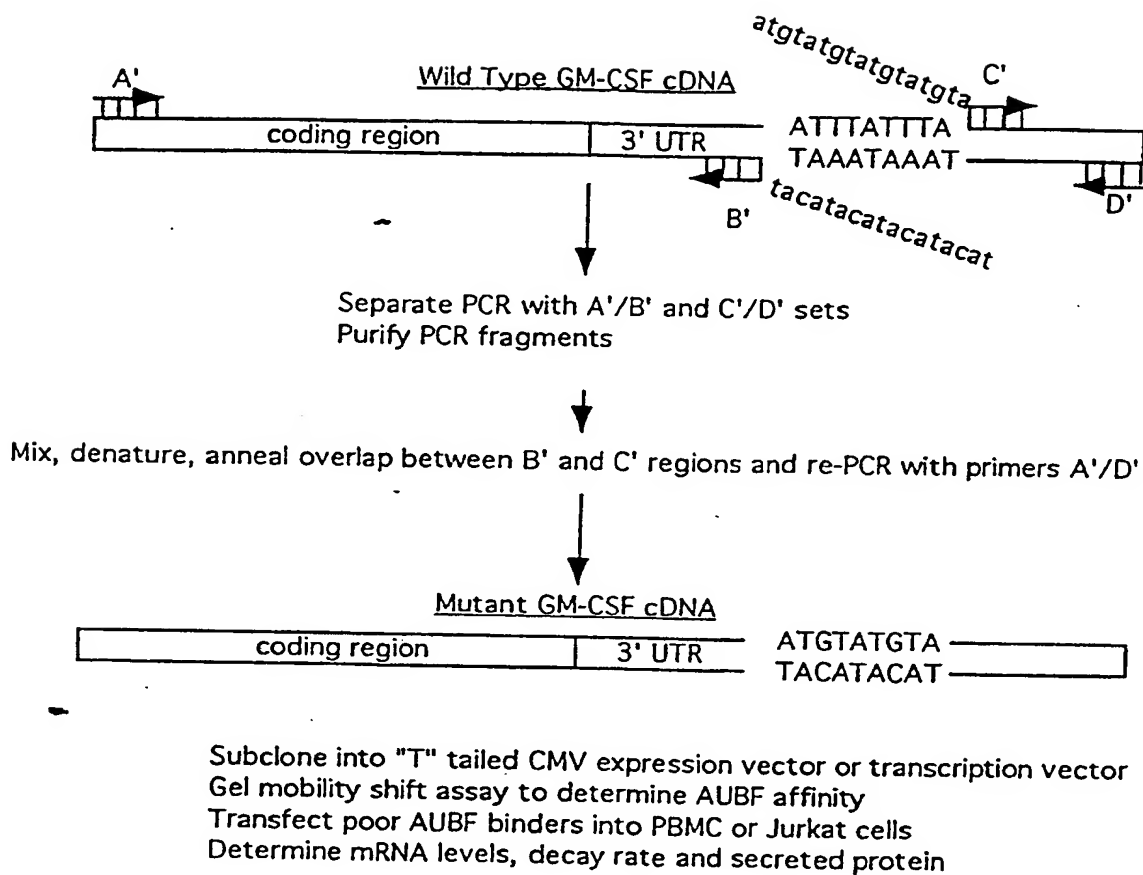 atgtatgtatgtatgta
A'
Wild Type GM-CSF cDNA
C'
coding region
3' UTR
ATTTATTTA
TAAATAAAT
B'
tacatacatacatacat
D'
Separate PCR with A'/B' and C'/D' sets
Purify PCR fragments
Mix, denature, anneal overlap between B' and C' regions and re-PCR with primers A'/D'
Mutant GM-CSF cDNA
coding region
3' UTR
ATGTATGTA
TACATACAT
Subclone into "T" tailed CMV expression vector or transcription vector
Gel mobility shift assay to determine AUBF affinity
Transfect poor AUBF binders into PBMC or Jurkat cells
Determine mRNA levels, decay rate and secreted protein